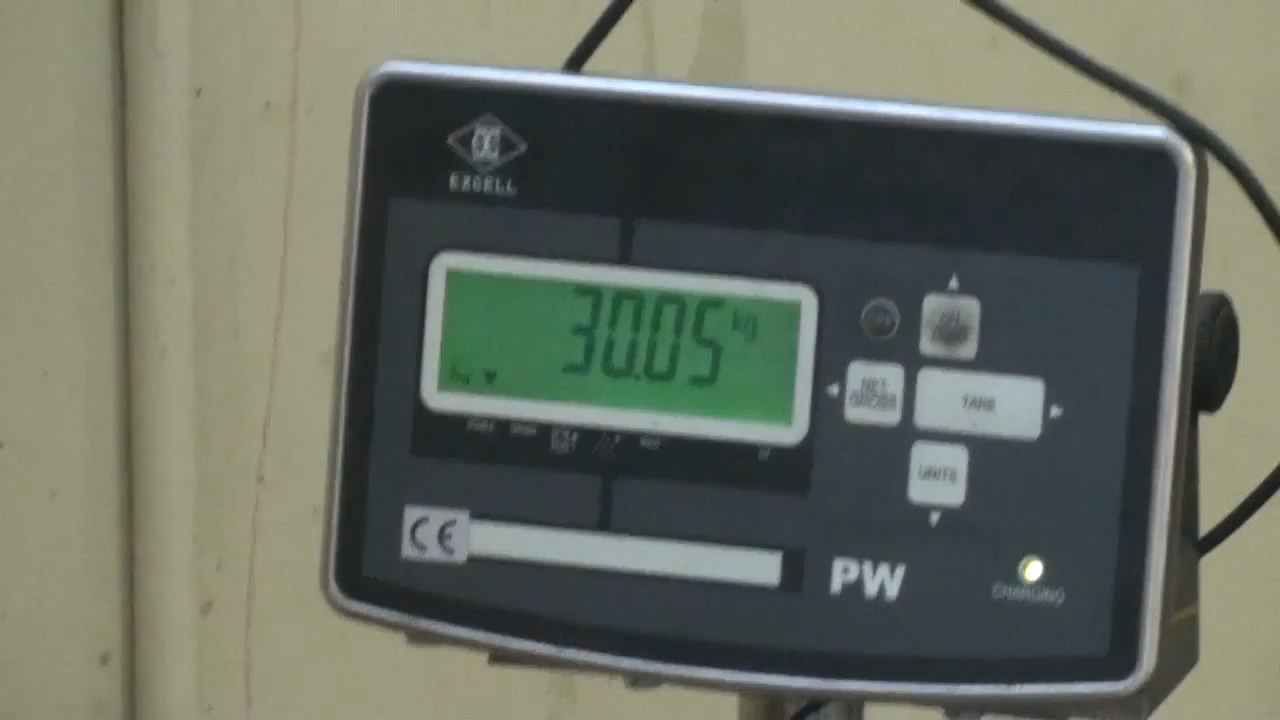 EXCELL
30.05 kg
NET
GROSS
TARE
UNITS
CE
PW
CHARGING